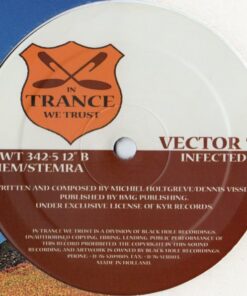 IN
TRANCE
WE TRUST
WT 342-5 12" B
EM/STEMRA
VECTOR
INFECTED
RITTEN AND COMPOSED BY MICHIEL HOLTGREVE/DENNIS VISS
PUBLISHED BY BMG PUBLISHING.
UNDER EXCLUSIVE LICENSE OF KYR RECORDS
IN TRANCE WE TRUST IS A DIVISION OF BLACK HOLE RECORDINGS.
UNAUTHORISED COPYING, HIRING, LENDING, PUBLIC PERFORMANCE OF
THIS RECORD PROHIBITED. THE COPYRIGHT IN THIS SOUND
RECORDING AND ARTWORK IS OWNED BY BLACK HOLE RECORDINGS.
MADE IN HOLLAND